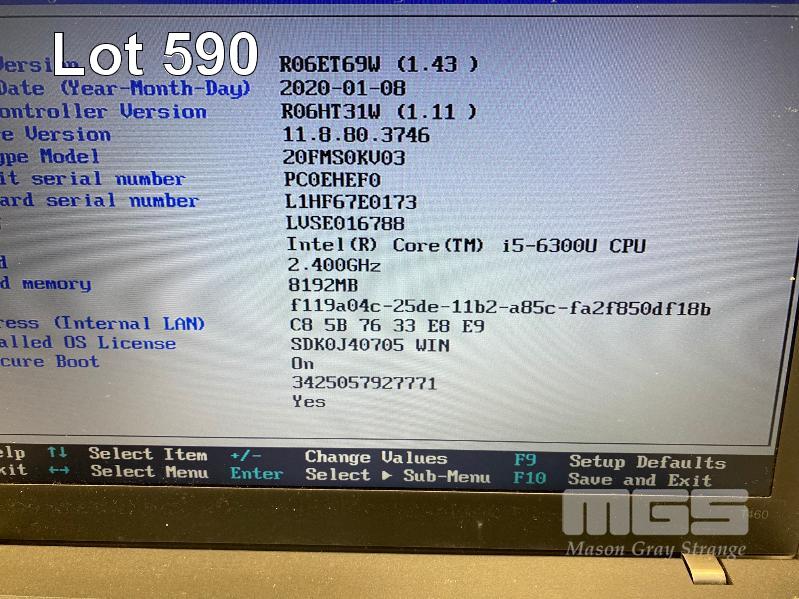 Lot 590
R06ET69W (1.43 )
Date (Year-Month-Day) 2020-01-08
ontroller Version R06HT31W (1.11 )
e Version 11.8.80.3746
ype Model 20FMS0KV03
it serial number PC0EHEF0
ard serial number L1HF67E0173
LVSE016788
Intel(R) Core(TM) i5-6300U CPU
d 2.400GHz
d memory 8192MB
f119a04c-25de-11b2-a85c-fa2f850df18b
ress (Internal LAN) C8 5B 76 33 E8 E9
alled OS License SDK0J40705 WIN
cure Boot On
3425057927771
Yes
elp ↑↓ Select Item +/- Change Values F9 Setup Defaults
xit ←→ Select Menu Enter Select ▶ Sub-Menu F10 Save and Exit
MGS
Mason Gray Strange